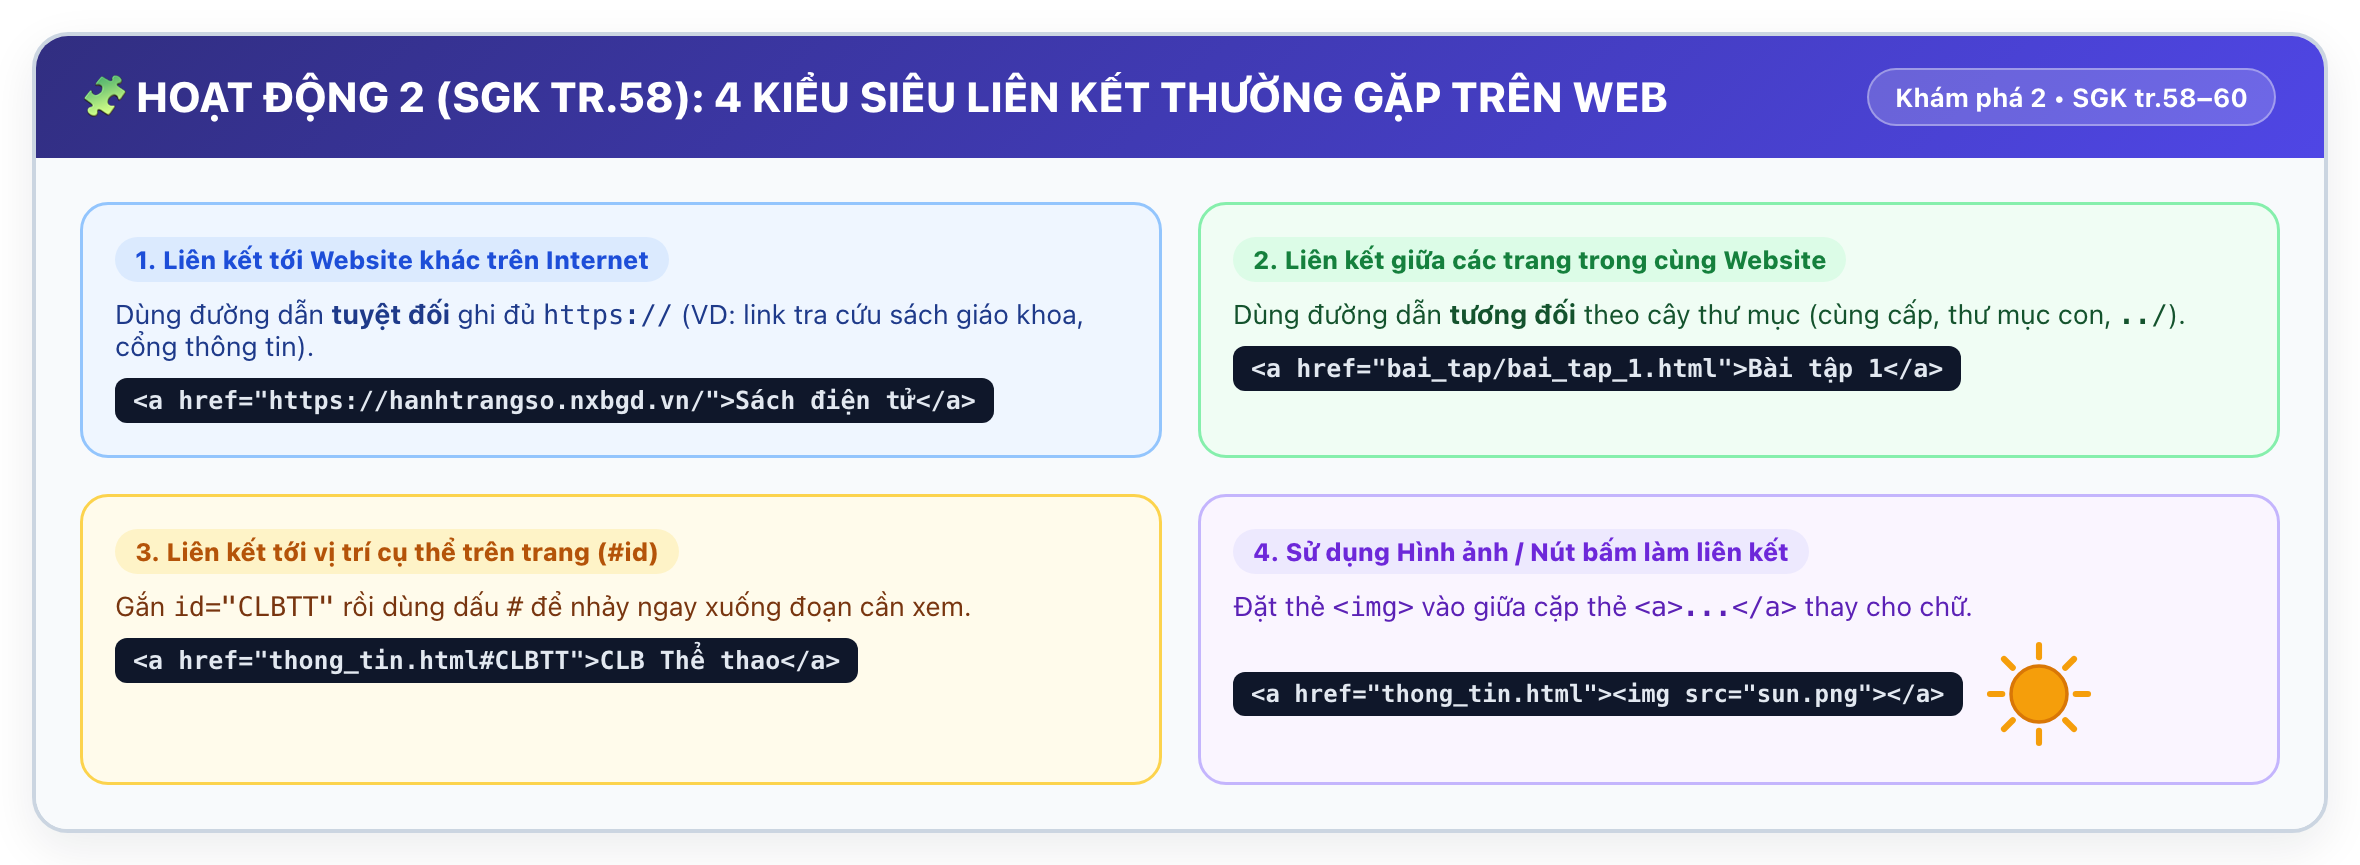 🧩 HOẠT ĐỘNG 2 (SGK TR.58): 4 KIỂU SIÊU LIÊN KẾT THƯỜNG GẶP TRÊN WEB
Khám phá 2 • SGK tr.58–60
1. Liên kết tới Website khác trên Internet
Dùng đường dẫn tuyệt đối ghi đủ https:// (VD: link tra cứu sách giáo khoa,
cổng thông tin).
<a href="https://hanhtrangso.nxbgd.vn/">Sách điện tử</a>
2. Liên kết giữa các trang trong cùng Website
Dùng đường dẫn tương đối theo cây thư mục (cùng cấp, thư mục con, ../).
<a href="bai_tap/bai_tap_1.html">Bài tập 1</a>
3. Liên kết tới vị trí cụ thể trên trang (#id)
Gắn id="CLBTT" rồi dùng dấu # để nhảy ngay xuống đoạn cần xem.
<a href="thong_tin.html#CLBTT">CLB Thể thao</a>
4. Sử dụng Hình ảnh / Nút bấm làm liên kết
Đặt thẻ <img> vào giữa cặp thẻ <a>...</a> thay cho chữ.
<a href="thong_tin.html"><img src="sun.png"></a>